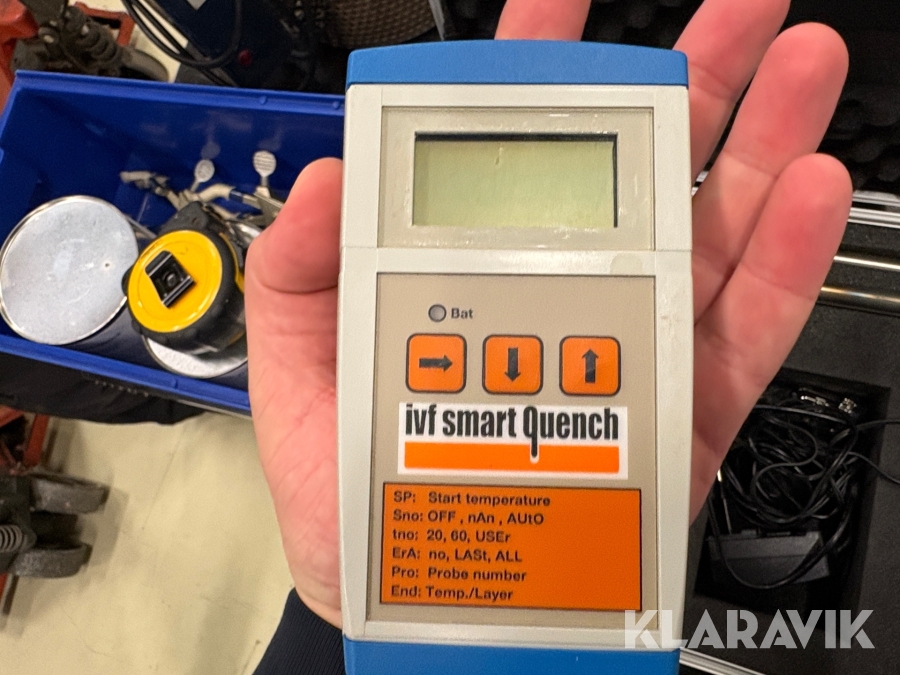 Bat
ivf smart Quench
SP: Start temperature
Sno: OFF , nAn , AUtO
tno: 20, 60, USEr
ErA: no, LASt, ALL
Pro: Probe number
End: Temp./Layer
KLARAVIK